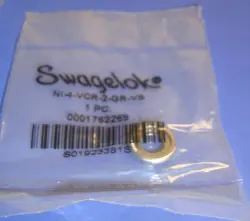 Swagelok®
NI-4-VCR-2-GR-VS
1 PC.
0001762269